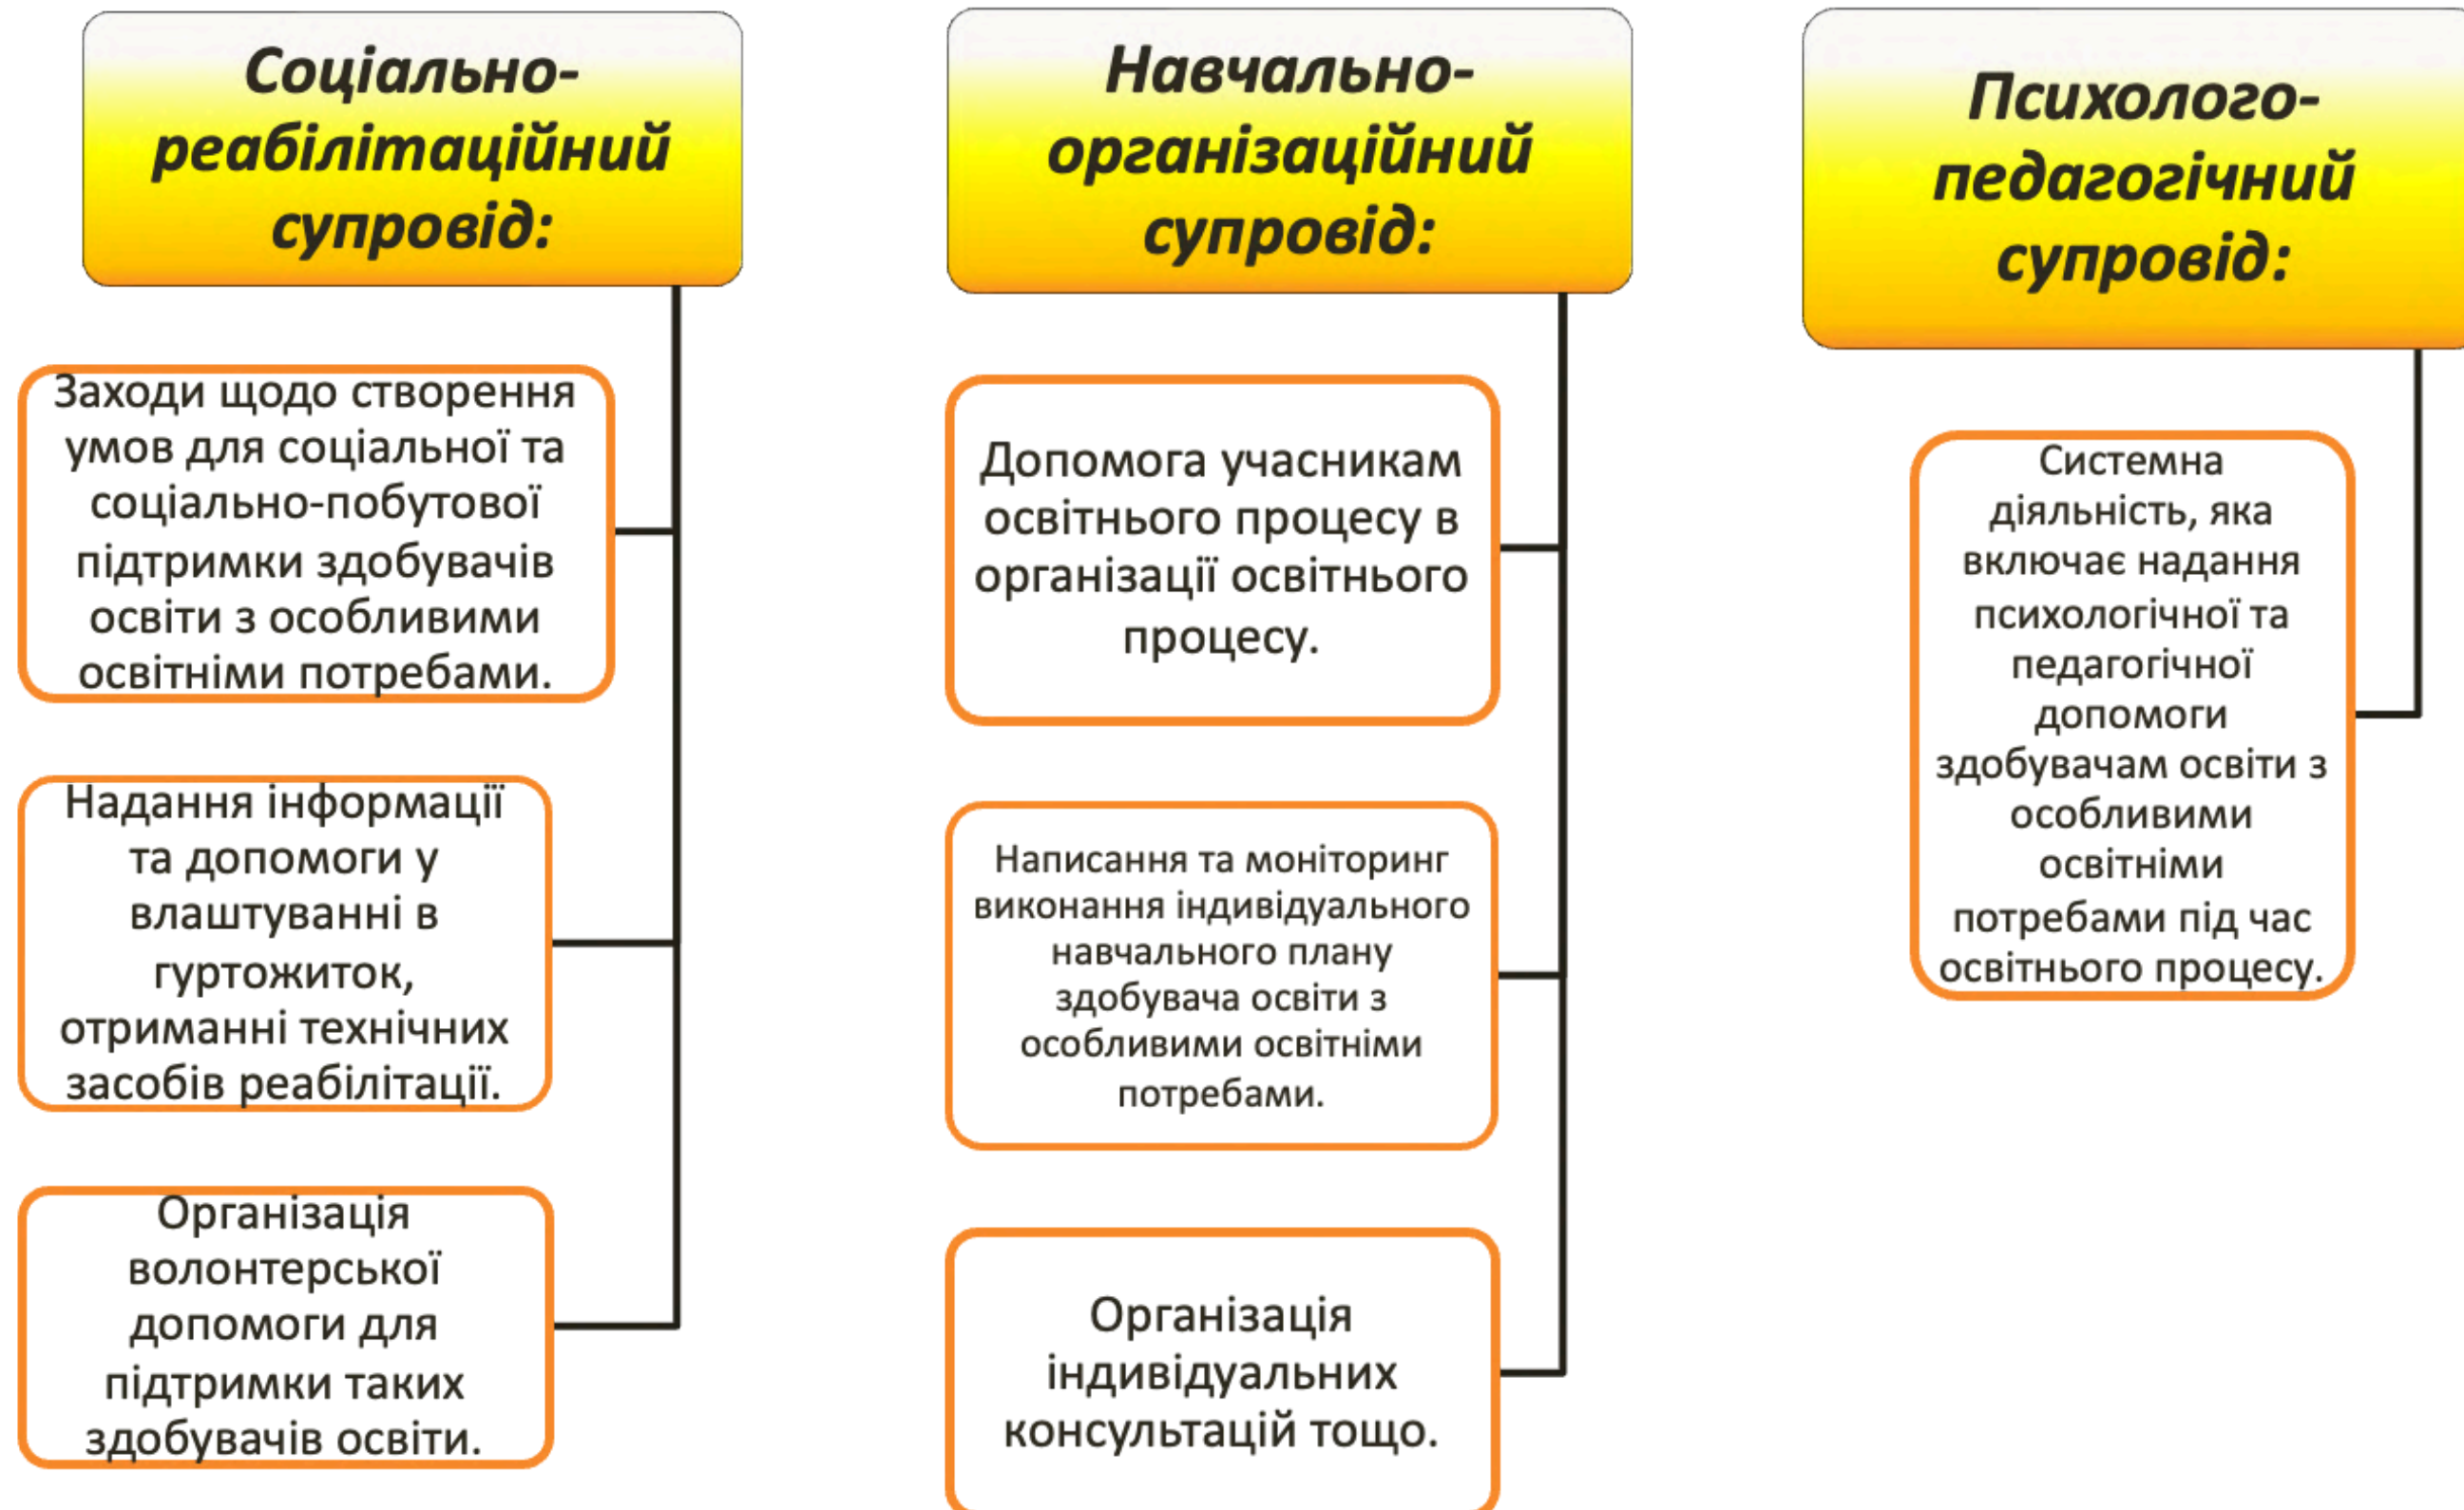 Соціально-
реабілітаційний
супровід:
Заходи щодо створення
умов для соціальної та
соціально-побутової
підтримки здобувачів
освіти з особливими
освітніми потребами.
Надання інформації
та допомоги у
влаштуванні в
гуртожиток,
отриманні технічних
засобів реабілітації.
Організація
волонтерської
допомоги для
підтримки таких
здобувачів освіти.
Навчально-
організаційний
супровід:
Допомога учасникам
освітнього процесу в
організації освітнього
процесу.
Написання та моніторинг
виконання індивідуального
навчального плану
здобувача освіти з
особливими освітніми
потребами.
Організація
індивідуальних
консультацій тощо.
Психолого-
педагогічний
супровід:
Системна
діяльність, яка
включає надання
психологічної та
педагогічної
допомоги
здобувачам освіти з
особливими
освітніми
потребами під час
освітнього процесу.